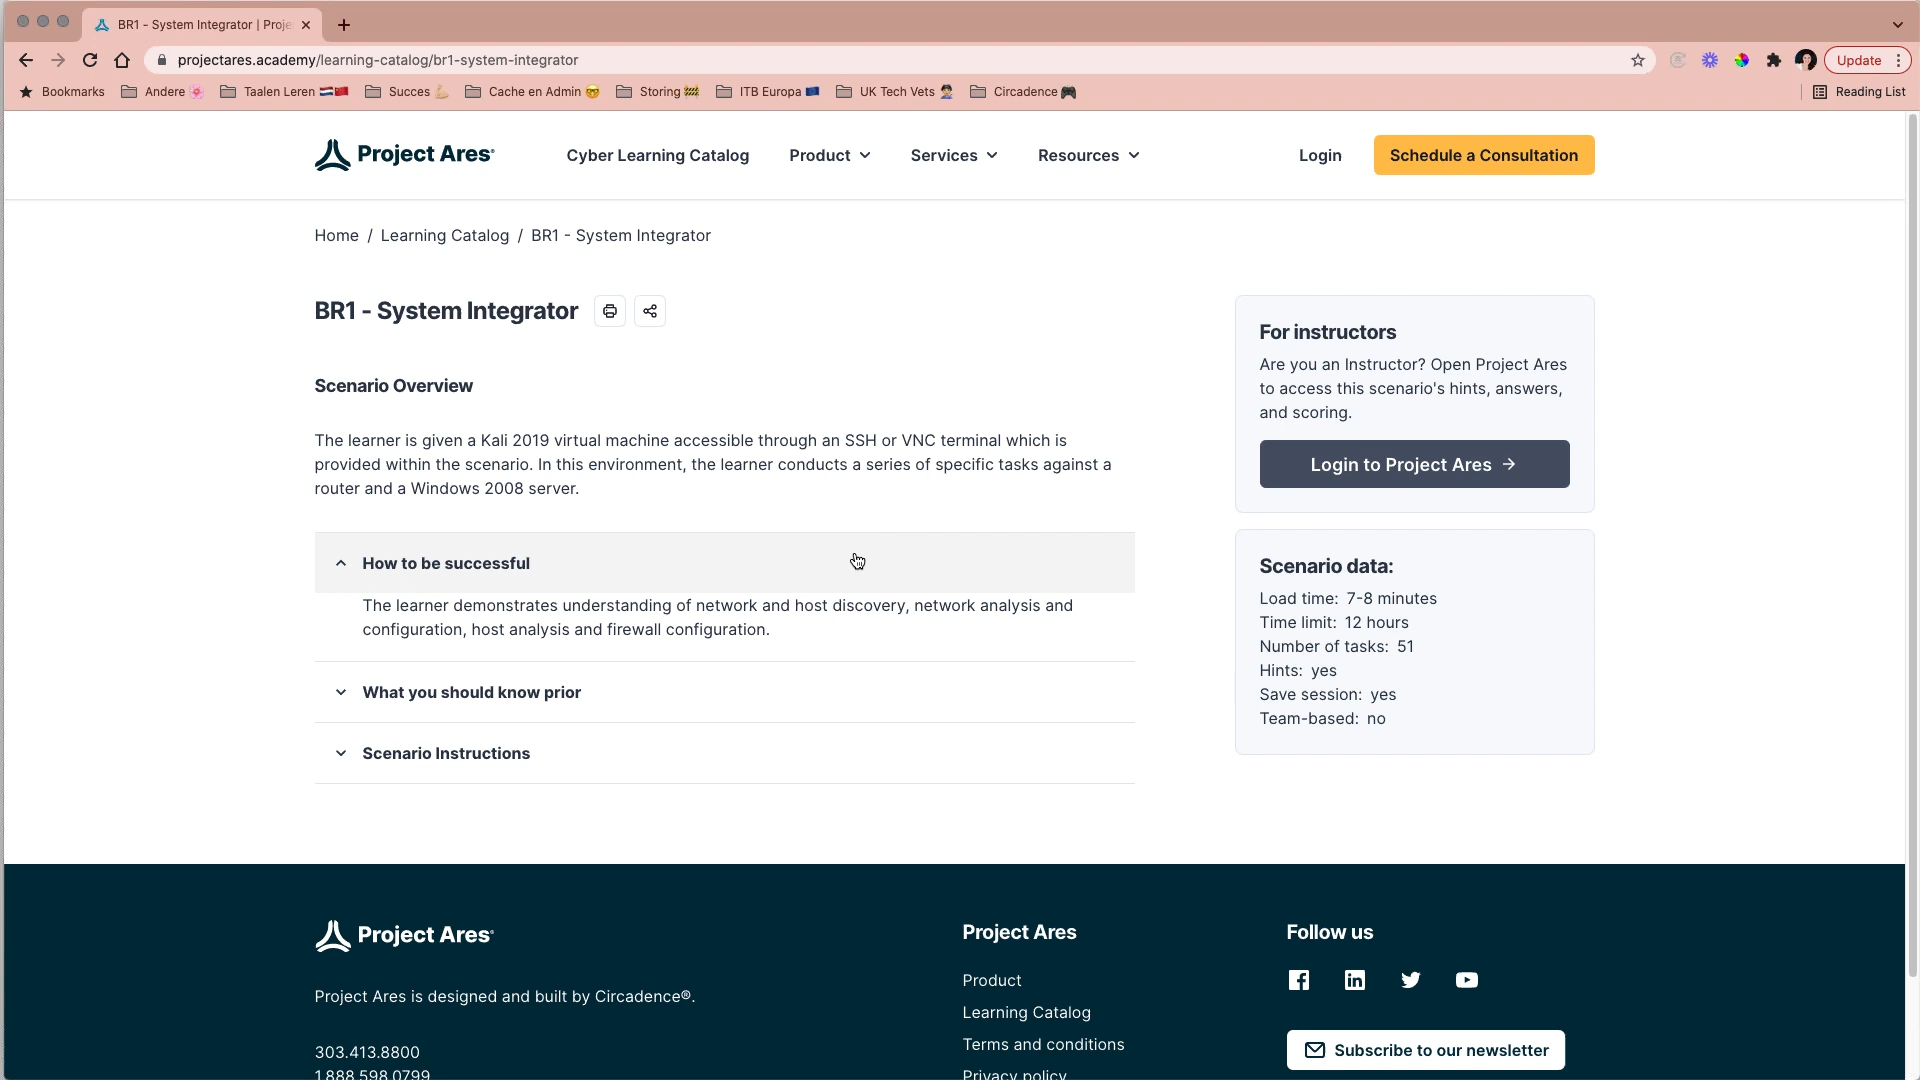 BR1 - System Integrator | Proje
projectares.academy/learning-catalog/br1-system-integrator
Update
Bookmarks
Andere
Taalen Leren
Succes
Cache en Admin
Storing
ITB Europa
UK Tech Vets
Circadence
Reading List
Project Ares
Cyber Learning Catalog
Product
Services
Resources
Login
Schedule a Consultation
Home / Learning Catalog / BR1 - System Integrator
BR1 - System Integrator
Scenario Overview
The learner is given a Kali 2019 virtual machine accessible through an SSH or VNC terminal which is
provided within the scenario. In this environment, the learner conducts a series of specific tasks against a
router and a Windows 2008 server.
How to be successful
The learner demonstrates understanding of network and host discovery, network analysis and
configuration, host analysis and firewall configuration.
What you should know prior
Scenario Instructions
For instructors
Are you an Instructor? Open Project Ares
to access this scenario's hints, answers,
and scoring.
Login to Project Ares →
Scenario data:
Load time: 7-8 minutes
Time limit: 12 hours
Number of tasks: 51
Hints: yes
Save session: yes
Team-based: no
Project Ares
Project Ares is designed and built by Circadence®.
303.413.8800
1.888.598.0799
Project Ares
Product
Learning Catalog
Terms and conditions
Privacy policy
Follow us
Subscribe to our newsletter